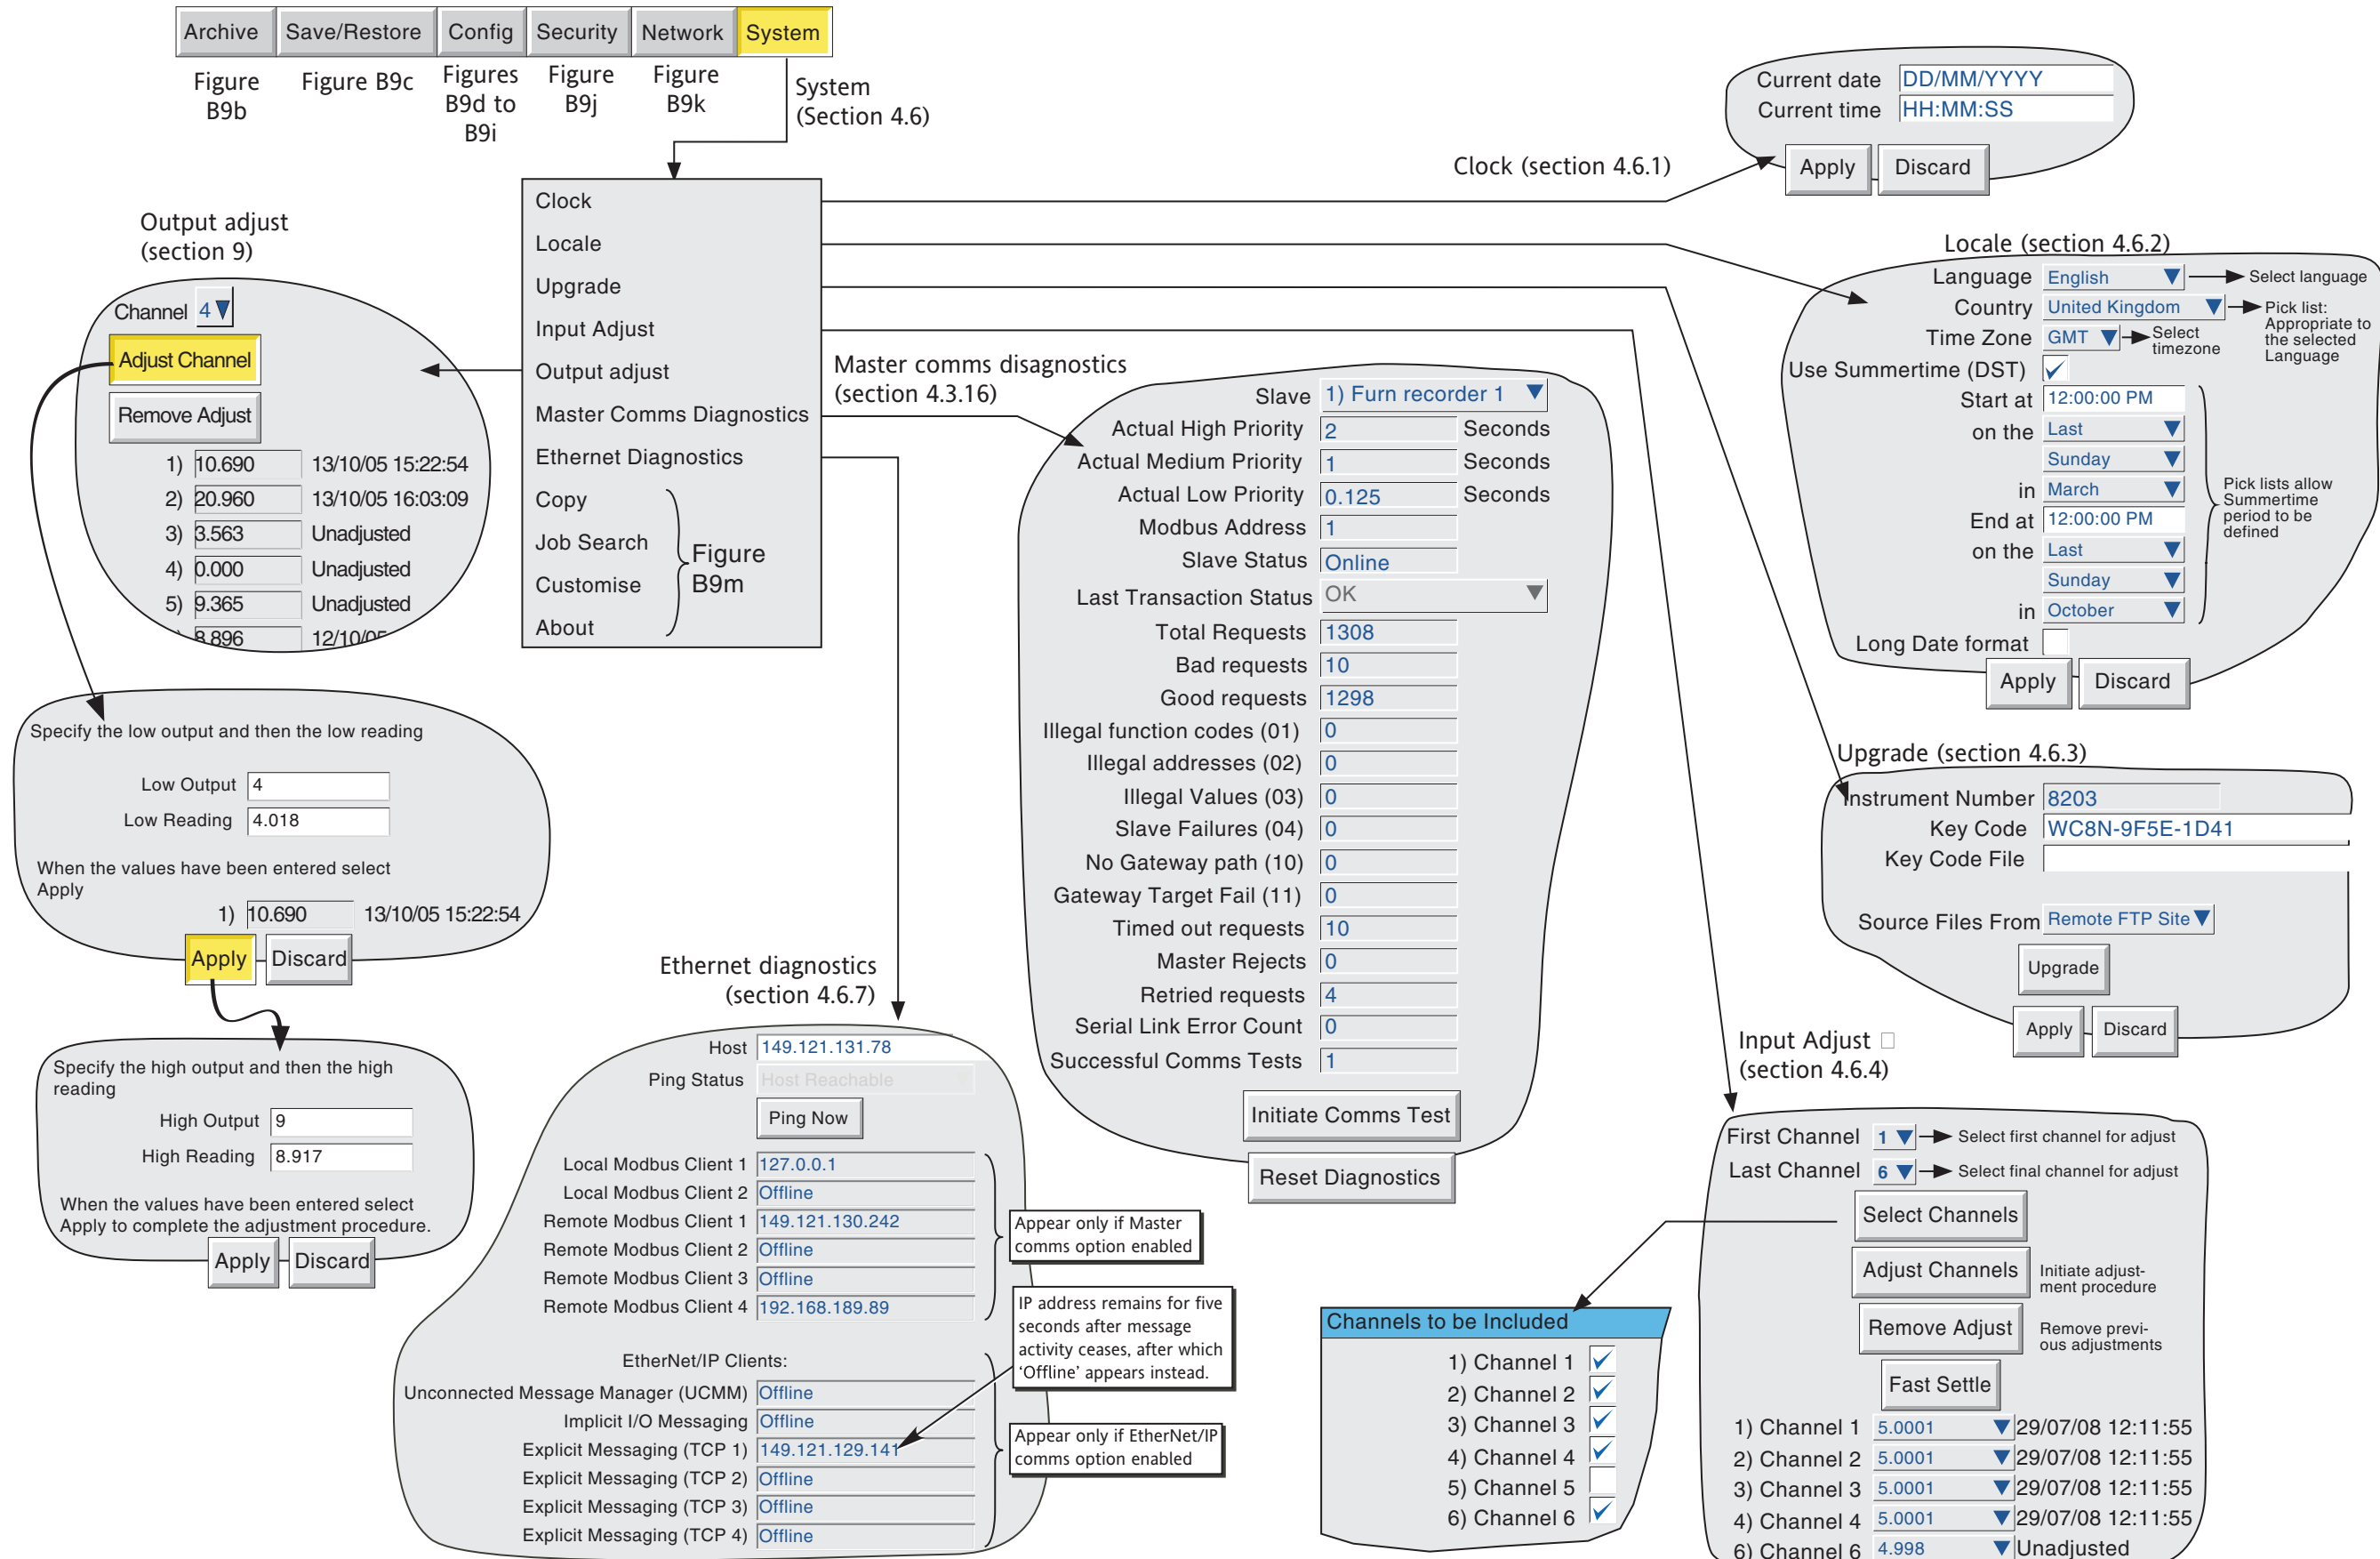 Archive Save/Restore Config Security Network System
Figure B9b
Figure B9c
Figures B9d to B9i
Figure B9j
Figure B9k
System
(Section 4.6)
Clock
Locale
Upgrade
Input Adjust
Output adjust
Master Comms Diagnostics
Ethernet Diagnostics
Copy
Job Search
Customise
About
Figure
B9m
Clock (section 4.6.1)
Current date DD/MM/YYYY
Current time HH:MM:SS
Apply Discard
Locale (section 4.6.2)
Language English Select language
Country United Kingdom Pick list:
Appropriate to
the selected
Language
Time Zone GMT Select
timezone
Use Summertime (DST)
Start at 12:00:00 PM
on the Last
Sunday
in March
End at 12:00:00 PM
on the Last
Sunday
in October
Pick lists allow
Summertime
period to be
defined
Long Date format
Apply Discard
Output adjust
(section 9)
Channel 4
Adjust Channel
Remove Adjust
1) 10.690 13/10/05 15:22:54
2) 20.960 13/10/05 16:03:09
3) 3.563 Unadjusted
4) 0.000 Unadjusted
5) 9.365 Unadjusted
8.896 12/10/05
Specify the low output and then the low reading
Low Output 4
Low Reading 4.018
When the values have been entered select
Apply
1) 10.690 13/10/05 15:22:54
Apply Discard
Specify the high output and then the high
reading
High Output 9
High Reading 8.917
When the values have been entered select
Apply to complete the adjustment procedure.
Apply Discard
Master comms disagnostics
(section 4.3.16)
Slave 1) Furn recorder 1
Actual High Priority 2 Seconds
Actual Medium Priority 1 Seconds
Actual Low Priority 0.125 Seconds
Modbus Address 1
Slave Status Online
Last Transaction Status OK
Total Requests 1308
Bad requests 10
Good requests 1298
Illegal function codes (01) 0
Illegal addresses (02) 0
Illegal Values (03) 0
Slave Failures (04) 0
No Gateway path (10) 0
Gateway Target Fail (11) 0
Timed out requests 10
Master Rejects 0
Retried requests 4
Serial Link Error Count 0
Successful Comms Tests 1
Initiate Comms Test
Reset Diagnostics
Ethernet diagnostics
(section 4.6.7)
Host 149.121.131.78
Ping Status Host Reachable
Ping Now
Local Modbus Client 1 127.0.0.1
Local Modbus Client 2 Offline
Remote Modbus Client 1 149.121.130.242
Remote Modbus Client 2 Offline
Remote Modbus Client 3 Offline
Remote Modbus Client 4 192.168.189.89
Appear only if Master
comms option enabled
IP address remains for five
seconds after message
activity ceases, after which
‘Offline’ appears instead.
EtherNet/IP Clients:
Unconnected Message Manager (UCMM) Offline
Implicit I/O Messaging Offline
Explicit Messaging (TCP 1) 149.121.129.141
Explicit Messaging (TCP 2) Offline
Explicit Messaging (TCP 3) Offline
Explicit Messaging (TCP 4) Offline
Appear only if EtherNet/IP
comms option enabled
Upgrade (section 4.6.3)
Instrument Number 8203
Key Code WC8N-9F5E-1D41
Key Code File
Source Files From Remote FTP Site
Upgrade
Apply Discard
Input Adjust
(section 4.6.4)
First Channel 1 Select first channel for adjust
Last Channel 6 Select final channel for adjust
Select Channels
Adjust Channels Initiate adjust-
ment procedure
Remove Adjust Remove previ-
ous adjustments
Fast Settle
1) Channel 1 5.0001 29/07/08 12:11:55
2) Channel 2 5.0001 29/07/08 12:11:55
3) Channel 3 5.0001 29/07/08 12:11:55
4) Channel 4 5.0001 29/07/08 12:11:55
6) Channel 6 4.998 Unadjusted
Channels to be Included
1) Channel 1
2) Channel 2
3) Channel 3
4) Channel 4
5) Channel 5
6) Channel 6